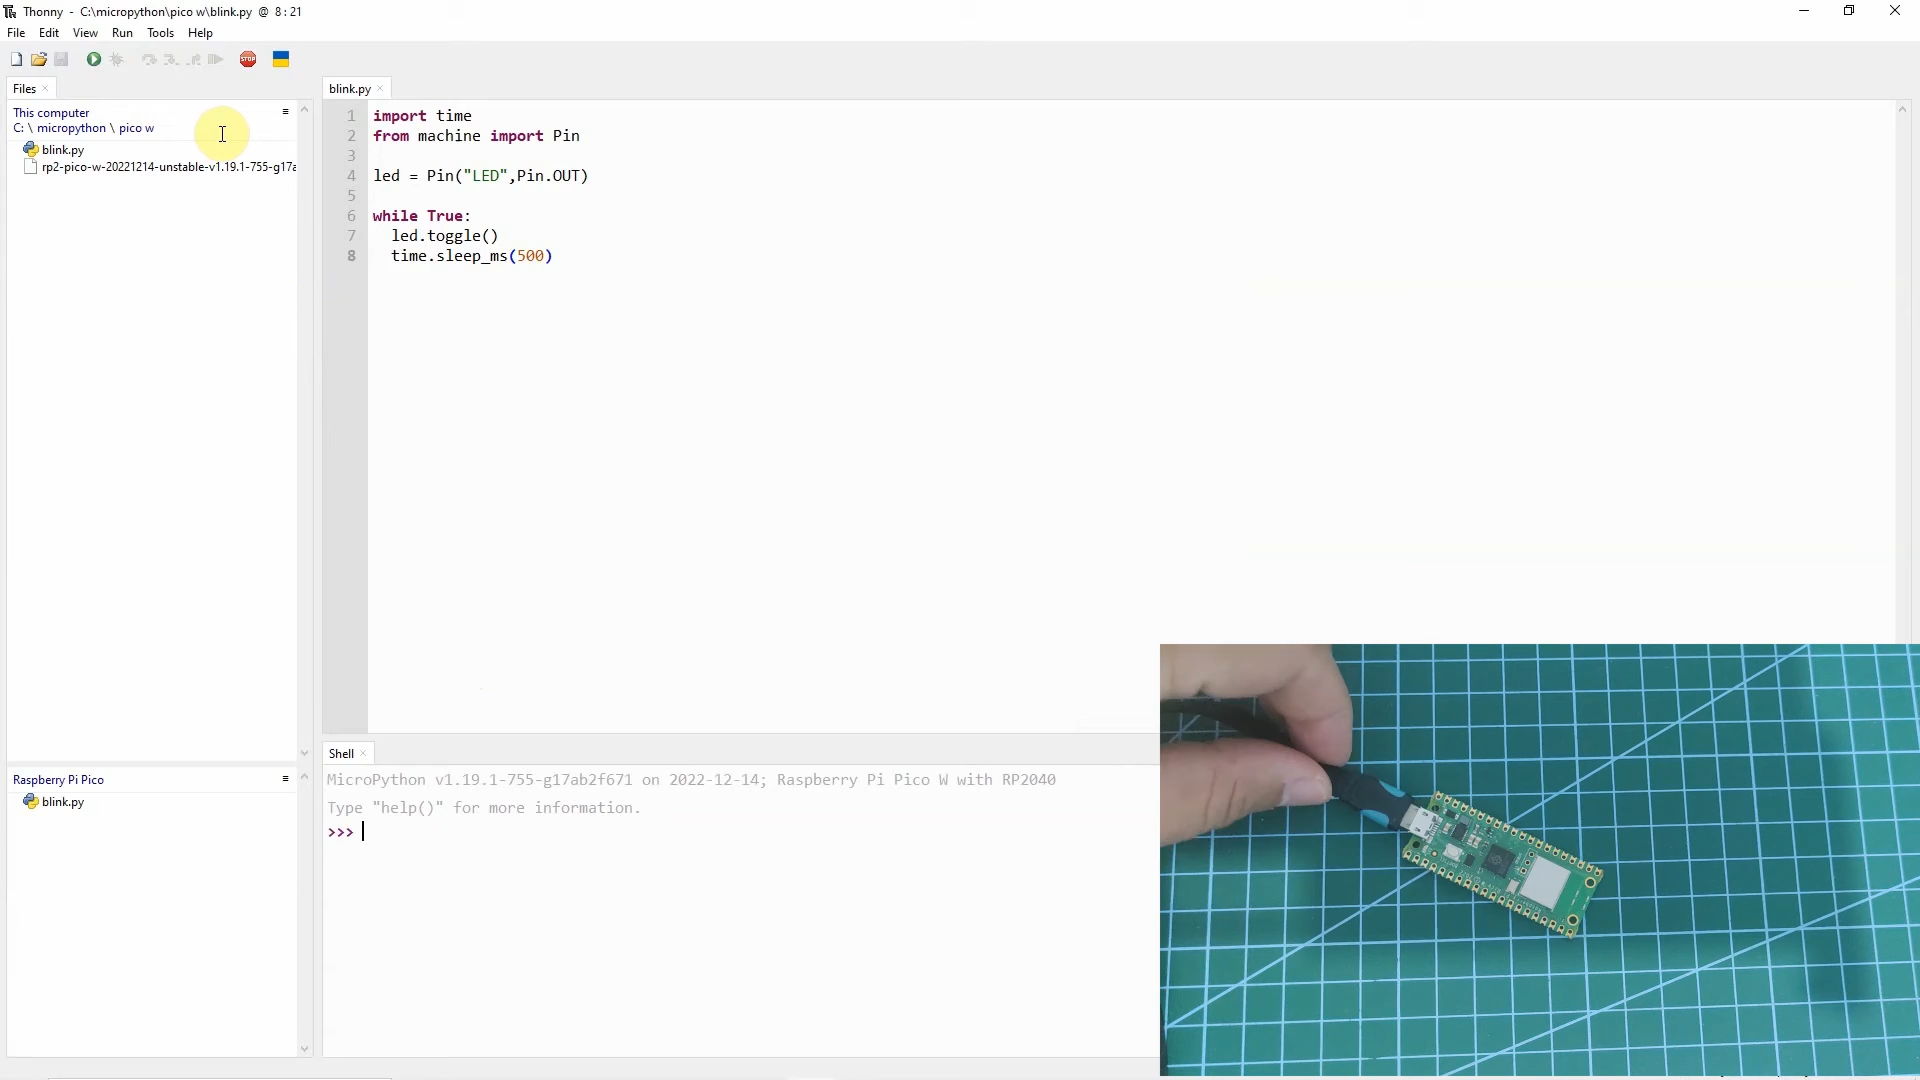 Thonny - C:\micropython\pico w\blink.py @ 8:21
File Edit View Run Tools Help
STOP
Files
This computer
C: \ micropython \ pico w
blink.py
rp2-pico-w-20221214-unstable-v1.19.1-755-g17a
blink.py
1 import time
2 from machine import Pin
3
4 led = Pin("LED",Pin.OUT)
5
6 while True:
7 led.toggle()
8 time.sleep_ms(500)
Shell
MicroPython v1.19.1-755-g17ab2f671 on 2022-12-14; Raspberry Pi Pico W with RP2040
Type "help()" for more information.
>>>
Raspberry Pi Pico
blink.py